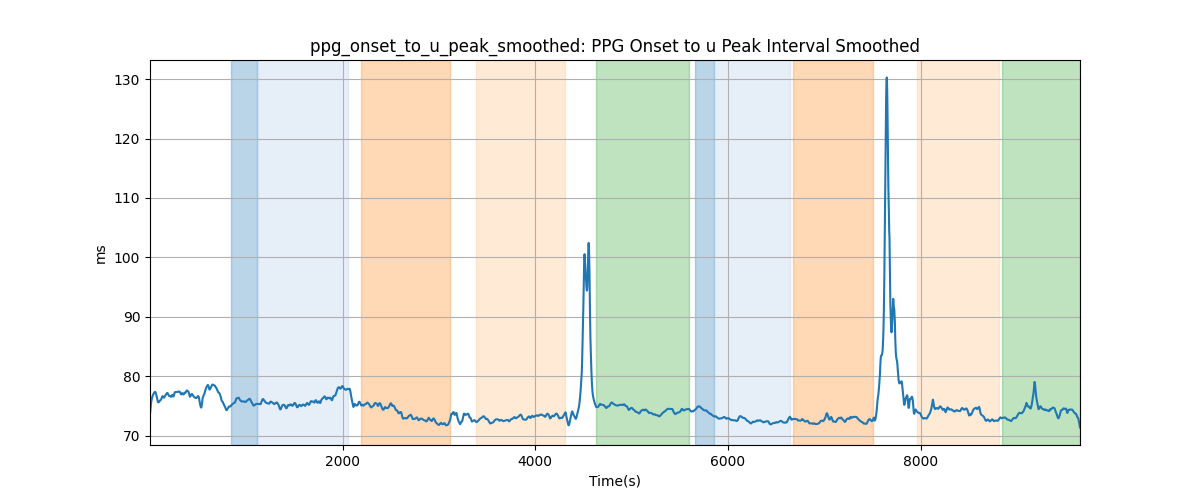 ppg_onset_to_u_peak_smoothed: PPG Onset to u Peak Interval Smoothed
130
120
110
100
90
80
70
ms
2000 4000 6000 8000
Time(s)